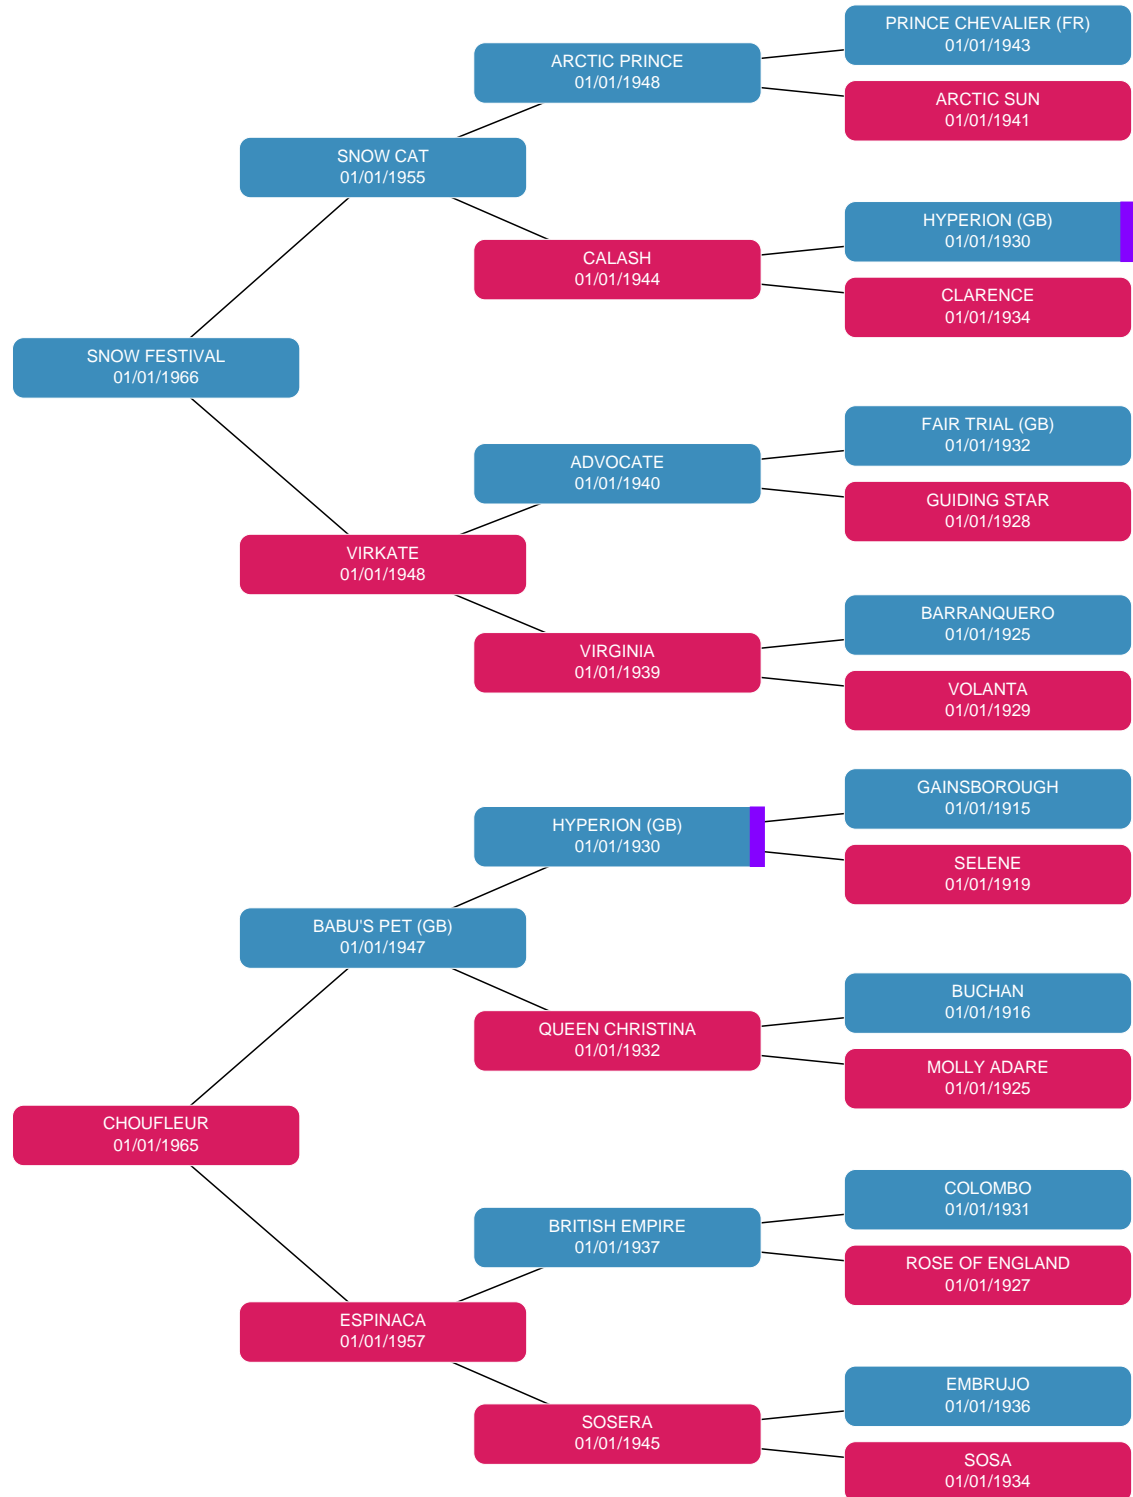 PRINCE CHEVALIER (FR)
01/01/1943
ARCTIC PRINCE
01/01/1948
ARCTIC SUN
01/01/1941
SNOW CAT
01/01/1955
HYPERION (GB)
01/01/1930
CALASH
01/01/1944
CLARENCE
01/01/1934
SNOW FESTIVAL
01/01/1966
FAIR TRIAL (GB)
01/01/1932
ADVOCATE
01/01/1940
GUIDING STAR
01/01/1928
VIRKATE
01/01/1948
BARRANQUERO
01/01/1925
VIRGINIA
01/01/1939
VOLANTA
01/01/1929
GAINSBOROUGH
01/01/1915
HYPERION (GB)
01/01/1930
SELENE
01/01/1919
BABU'S PET (GB)
01/01/1947
BUCHAN
01/01/1916
QUEEN CHRISTINA
01/01/1932
MOLLY ADARE
01/01/1925
CHOUFLEUR
01/01/1965
COLOMBO
01/01/1931
BRITISH EMPIRE
01/01/1937
ROSE OF ENGLAND
01/01/1927
ESPINACA
01/01/1957
EMBRUJO
01/01/1936
SOSERA
01/01/1945
SOSA
01/01/1934